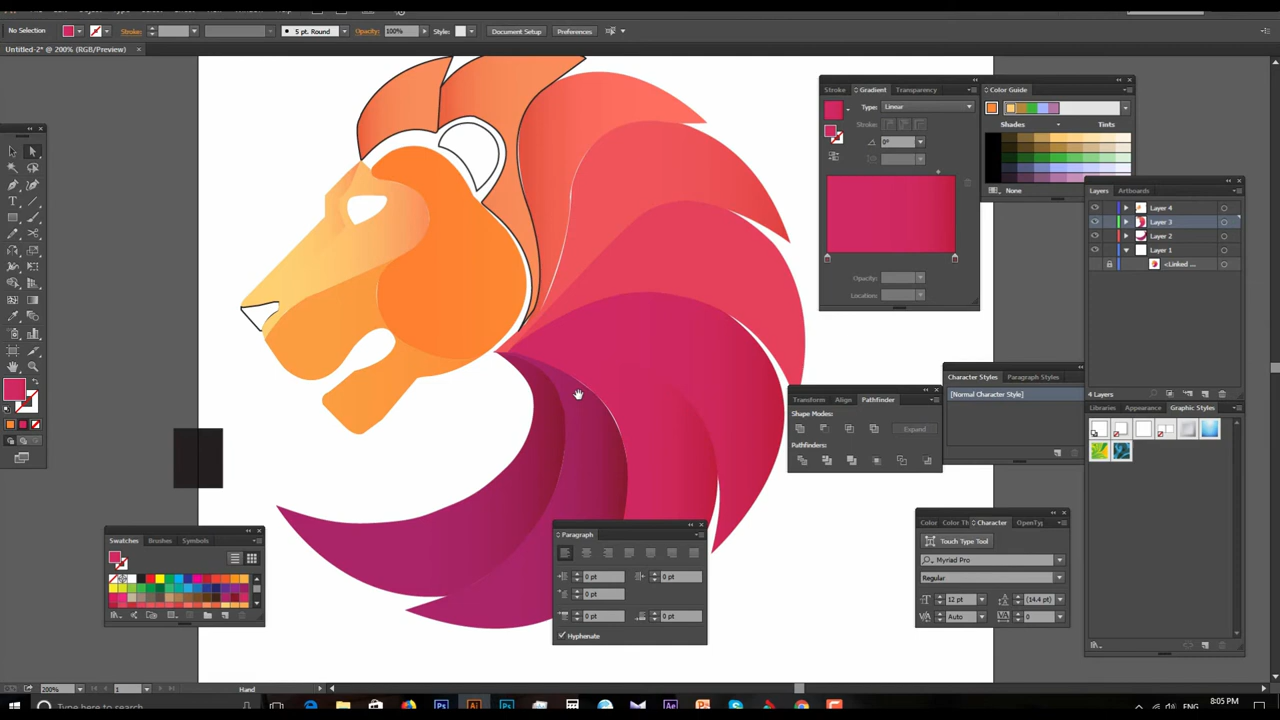 No Selection
Stroke:
5 pt. Round
Opacity: 100%
Style:
Document Setup
Preferences
Untitled-2* @ 200% (RGB/Preview) ×
Stroke
Gradient
Transparency
Type: Linear
Stroke:
0°
Opacity:
Location:
Color Guide
Shades
Tints
None
Layers
Artboards
Layer 4
Layer 3
Layer 2
Layer 1
<Linked ...
4 Layers
Character Styles
Paragraph Styles
[Normal Character Style]
Transform
Align
Pathfinder
Shape Modes:
Expand
Pathfinders:
Libraries
Appearance
Graphic Styles
Swatches
Brushes
Symbols
Paragraph
0 pt
0 pt
0 pt
0 pt
0 pt
Hyphenate
Color
Color Th
Character
OpenTyp
Touch Type Tool
Myriad Pro
Regular
12 pt
(14.4 pt)
Auto
0
200%
1
Hand
Type here to search
ENG
8:05 PM